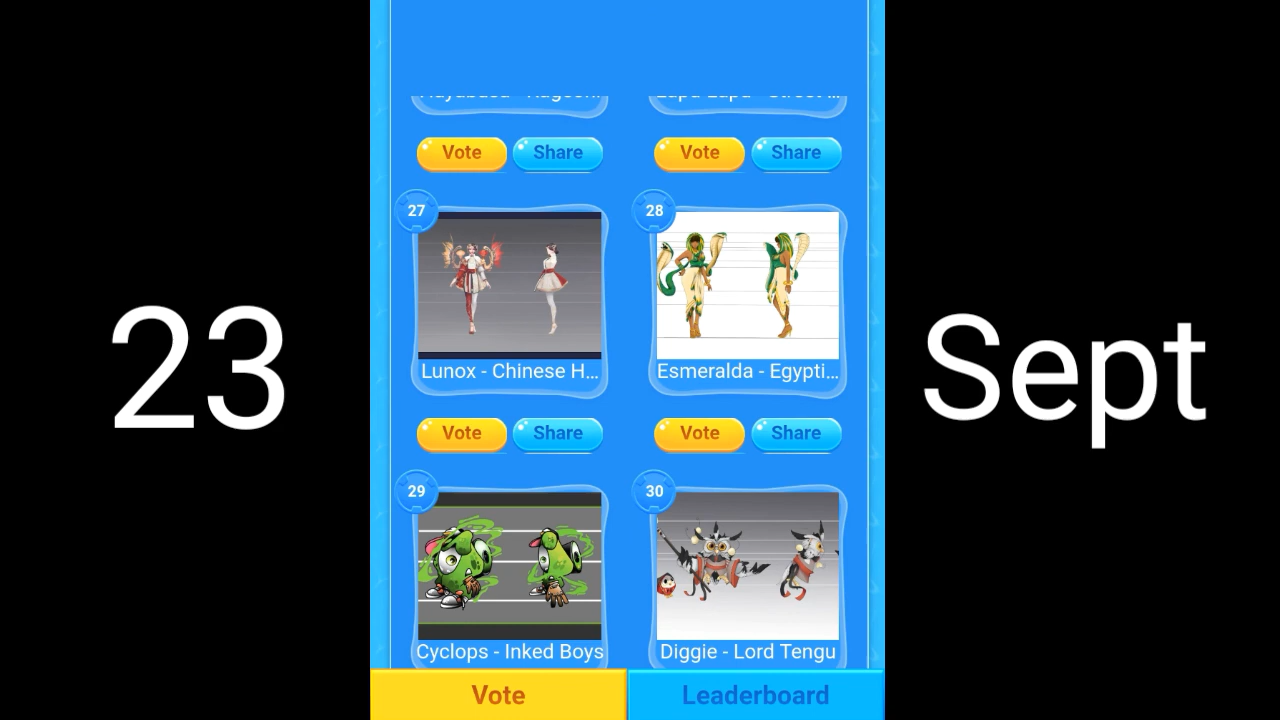 23
Sept
Vote
Share
Vote
Share
27
28
Lunox - Chinese H...
Esmeralda - Egypti...
Vote
Share
Vote
Share
29
30
Cyclops - Inked Boys
Diggie - Lord Tengu
Vote
Leaderboard